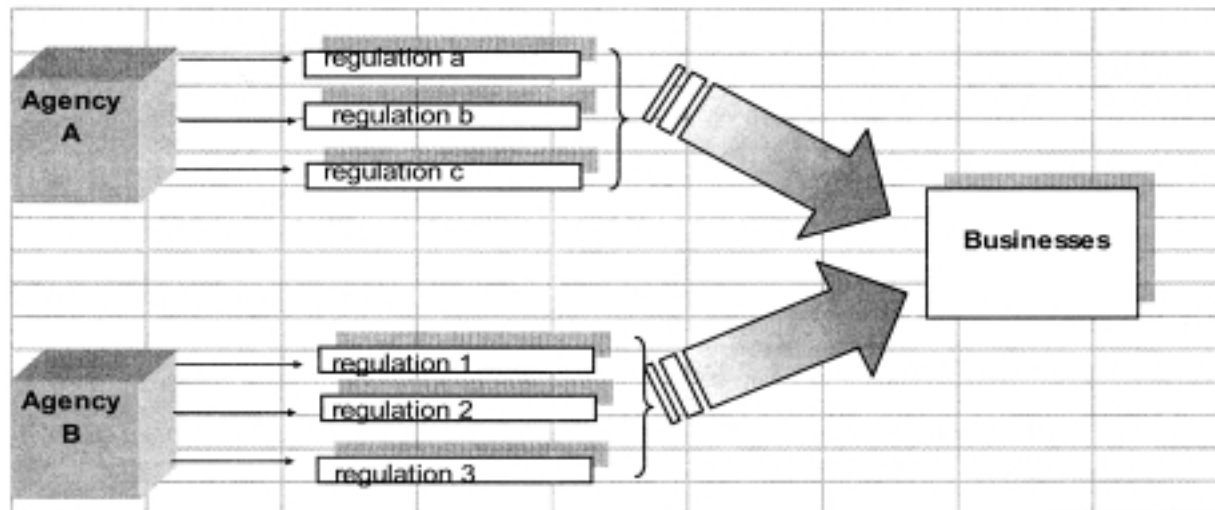 Agency
A
regulation a
regulation b
regulation c
Businesses
Agency
B
regulation 1
regulation 2
regulation 3